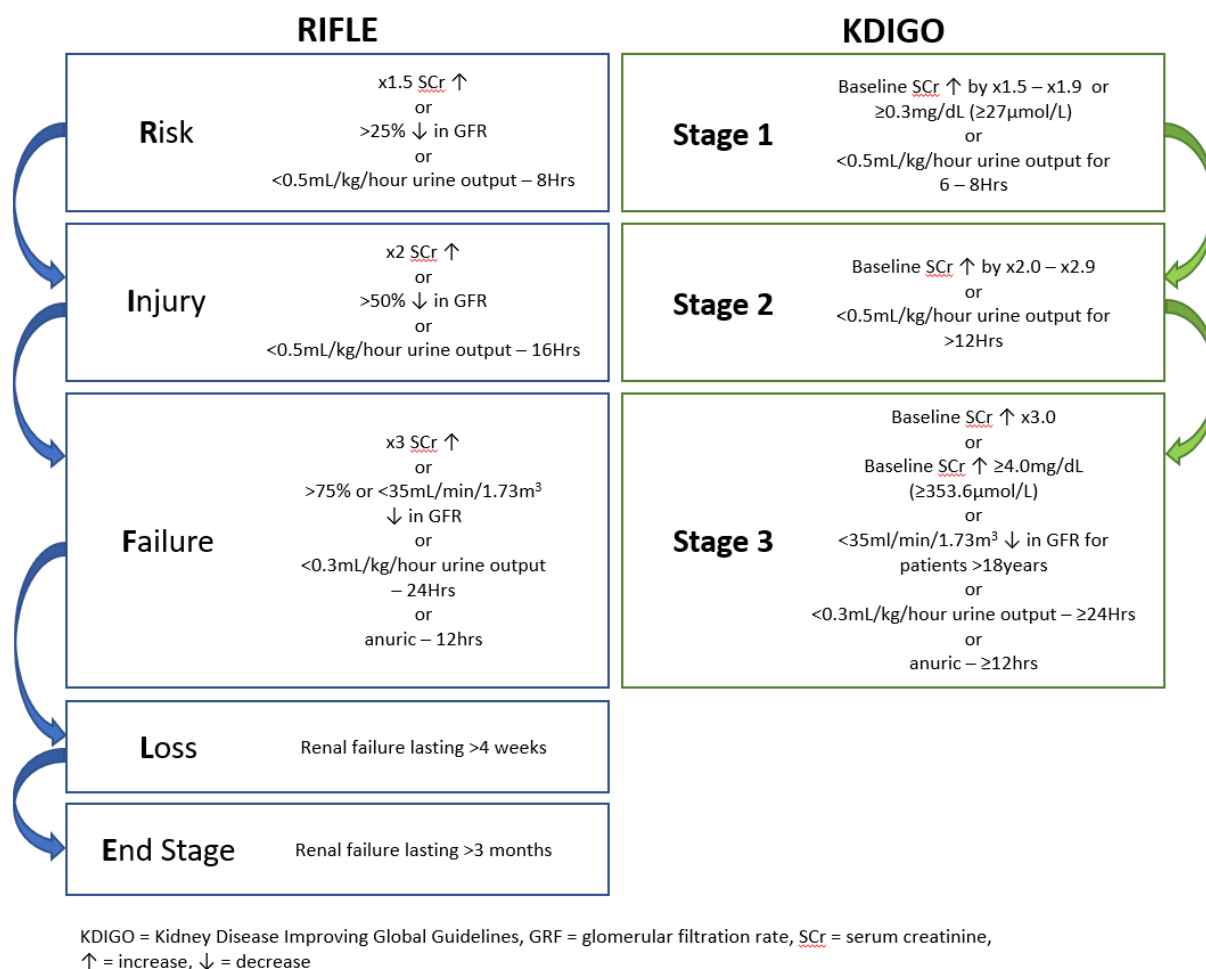 RIFLE
Risk
x1.5 SCr ↑
or
>25% ↓ in GFR
or
<0.5mL/kg/hour urine output – 8Hrs
Injury
x2 SCr ↑
or
>50% ↓ in GFR
or
<0.5mL/kg/hour urine output – 16Hrs
Failure
x3 SCr ↑
or
>75% or <35mL/min/1.73m³
↓ in GFR
or
<0.3mL/kg/hour urine output
– 24Hrs
or
anuric – 12hrs
Loss
Renal failure lasting >4 weeks
End Stage
Renal failure lasting >3 months
KDIGO
Stage 1
Baseline SCr ↑ by x1.5 – x1.9 or
≥0.3mg/dL (≥27μmol/L)
or
<0.5mL/kg/hour urine output for
6 – 8Hrs
Stage 2
Baseline SCr ↑ by x2.0 – x2.9
or
<0.5mL/kg/hour urine output for
>12Hrs
Stage 3
Baseline SCr ↑ x3.0
or
Baseline SCr ↑ ≥4.0mg/dL
(≥353.6μmol/L)
or
<35ml/min/1.73m³ ↓ in GFR for
patients >18years
or
<0.3mL/kg/hour urine output – ≥24Hrs
or
anuric – ≥12hrs
KDIGO = Kidney Disease Improving Global Guidelines, GRF = glomerular filtration rate, SCr = serum creatinine,
↑ = increase, ↓ = decrease